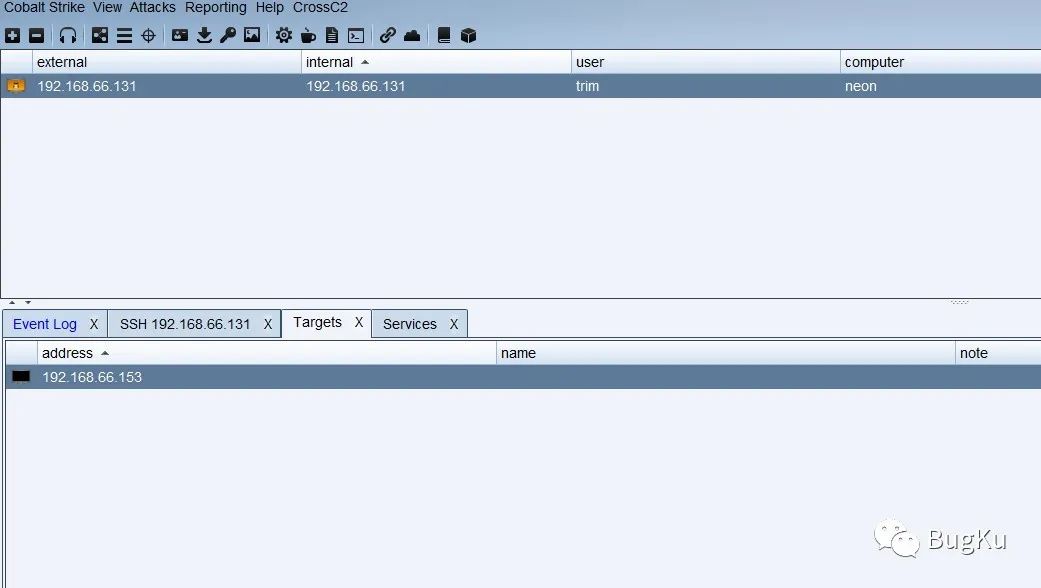 Cobalt Strike View Attacks Reporting Help CrossC2
external internal user computer
192.168.66.131 192.168.66.131 trim neon
Event Log X SSH 192.168.66.131 X Targets X Services X
address name note
192.168.66.153
BugKu